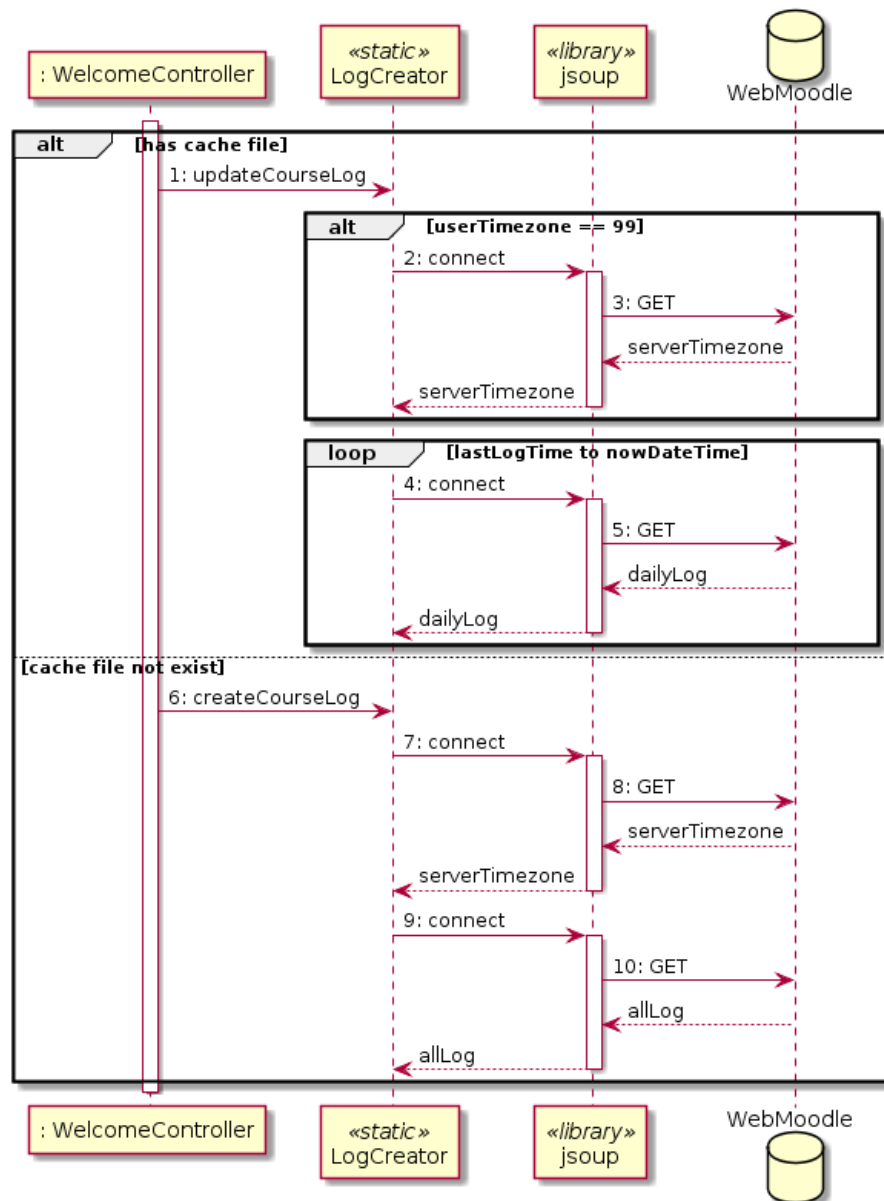 : WelcomeController
«static»
LogCreator
«library»
jsoup
WebMoodle
alt
[has cache file]
1: updateCourseLog
alt
[userTimezone == 99]
2: connect
3: GET
serverTimezone
serverTimezone
loop
[lastLogTime to nowDateTime]
4: connect
5: GET
dailyLog
dailyLog
[cache file not exist]
6: createCourseLog
7: connect
8: GET
serverTimezone
serverTimezone
9: connect
10: GET
allLog
allLog
: WelcomeController
«static»
LogCreator
«library»
jsoup
WebMoodle